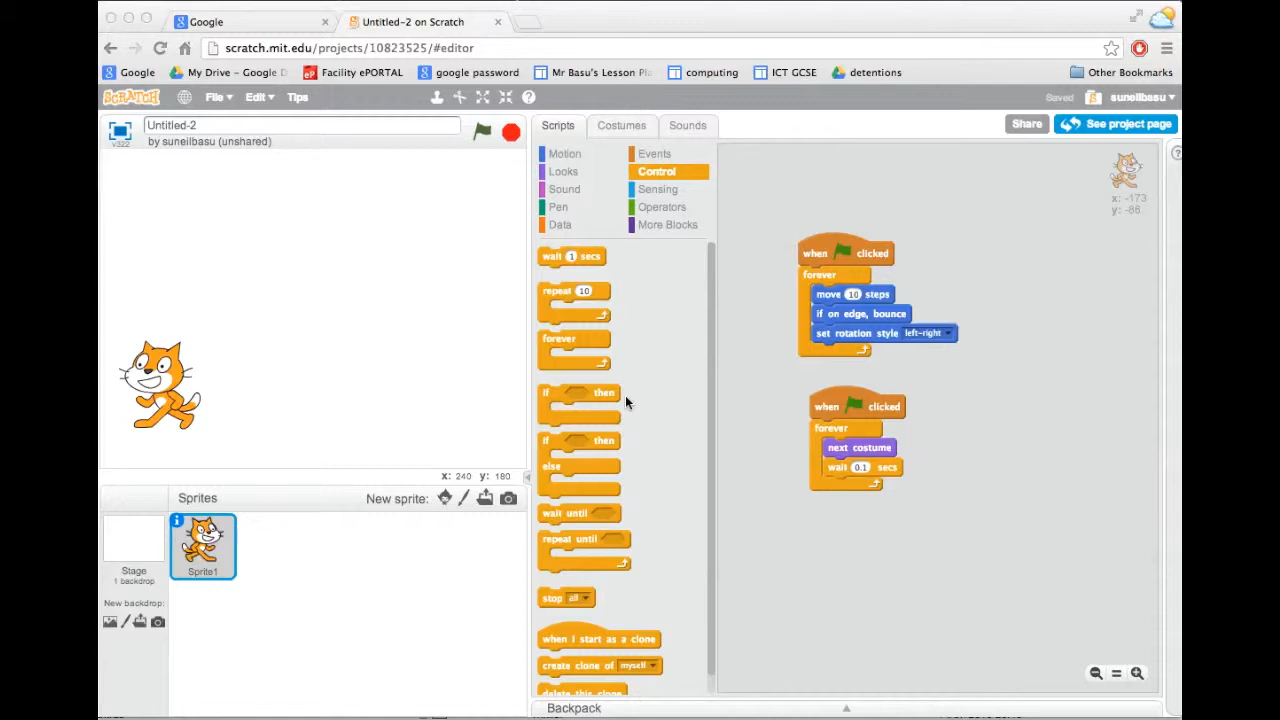 Google
Untitled-2 on Scratch
scratch.mit.edu/projects/10823525/#editor
Google
My Drive - Google D
Facility ePORTAL
google password
Mr Basu's Lesson Pla
computing
ICT GCSE
detentions
Other Bookmarks
SCRATCH
File
Edit
Tips
Saved
suneilbasu
Untitled-2
by suneilbasu (unshared)
v322
Scripts
Costumes
Sounds
Share
See project page
Motion
Events
Looks
Control
Sound
Sensing
Pen
Operators
Data
More Blocks
x: -173
y: -86
wait 1 secs
repeat 10
forever
if then
if then
else
wait until
repeat until
stop all
when I start as a clone
create clone of myself
delete this clone
when clicked
forever
move 10 steps
if on edge, bounce
set rotation style left-right
when clicked
forever
next costume
wait 0.1 secs
x: 240 y: 180
Sprites
New sprite:
Stage
1 backdrop
New backdrop:
Sprite1
Backpack